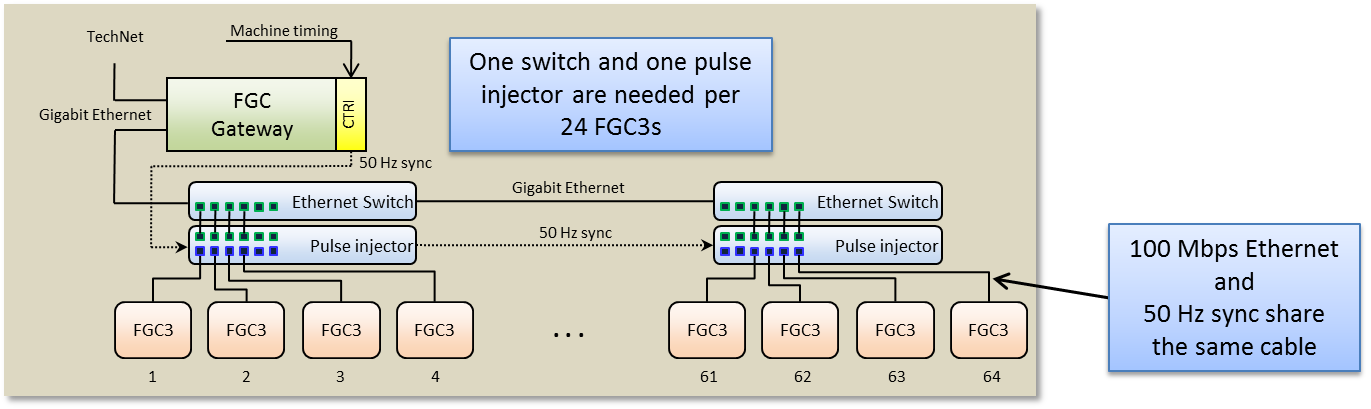 TechNet
Machine timing
Gigabit Ethernet
FGC
Gateway
CTRI
One switch and one pulse
injector are needed per
24 FGC3s
50 Hz sync
Ethernet Switch
Gigabit Ethernet
Ethernet Switch
Pulse injector
50 Hz sync
Pulse injector
100 Mbps Ethernet
and
50 Hz sync share
the same cable
FGC3
FGC3
FGC3
FGC3
...
FGC3
FGC3
FGC3
FGC3
1
2
3
4
61
62
63
64